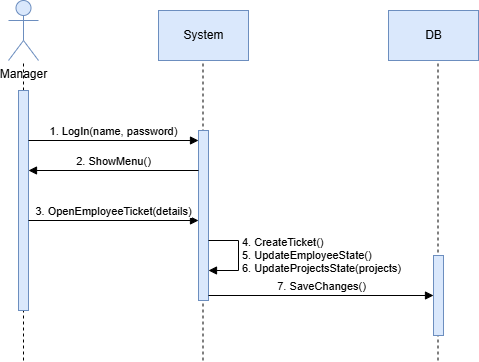 System
DB
Manager
1. LogIn(name, password)
2. ShowMenu()
3. OpenEmployeeTicket(details)
4. CreateTicket()
5. UpdateEmployeeState()
6. UpdateProjectsState(projects)
7. SaveChanges()